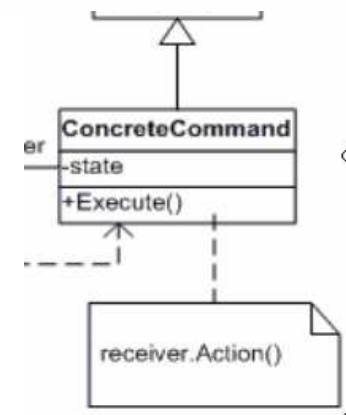 ConcreteCommand
er
-state
+Execute()
receiver.Action()